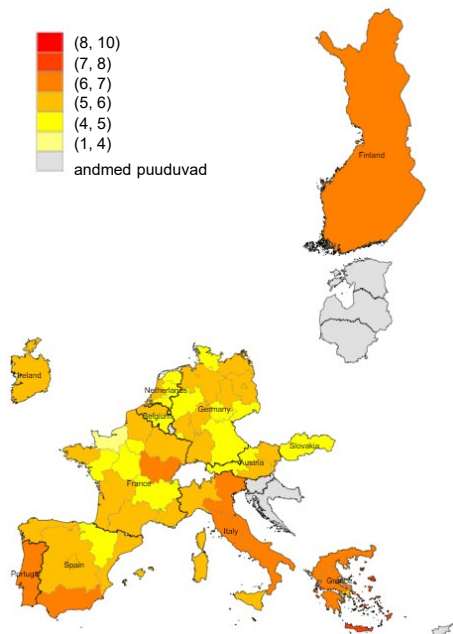 (8, 10)
(7, 8)
(6, 7)
(5, 6)
(4, 5)
(1, 4)
andmed puuduvad
Finland
Ireland
Netherlands
Germany
Belgium
Slovakia
Austria
France
Italy
Spain
Portugal
Greece